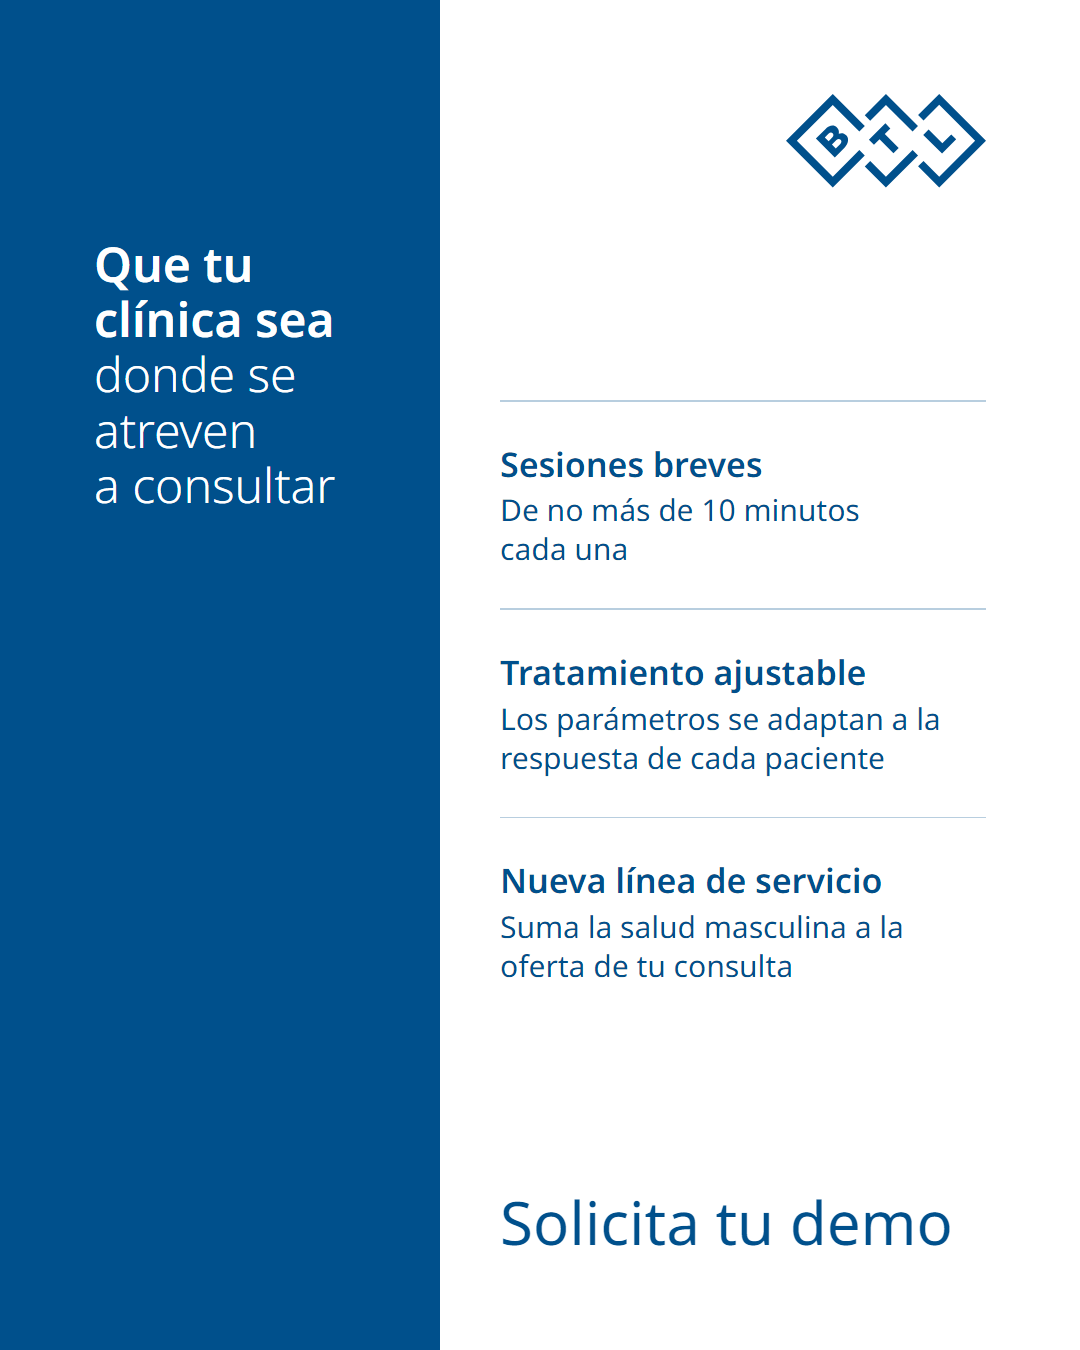 Que tu
clínica sea
donde se
atreven
a consultar
BTL
Sesiones breves
De no más de 10 minutos
cada una
Tratamiento ajustable
Los parámetros se adaptan a la
respuesta de cada paciente
Nueva línea de servicio
Suma la salud masculina a la
oferta de tu consulta
Solicita tu demo